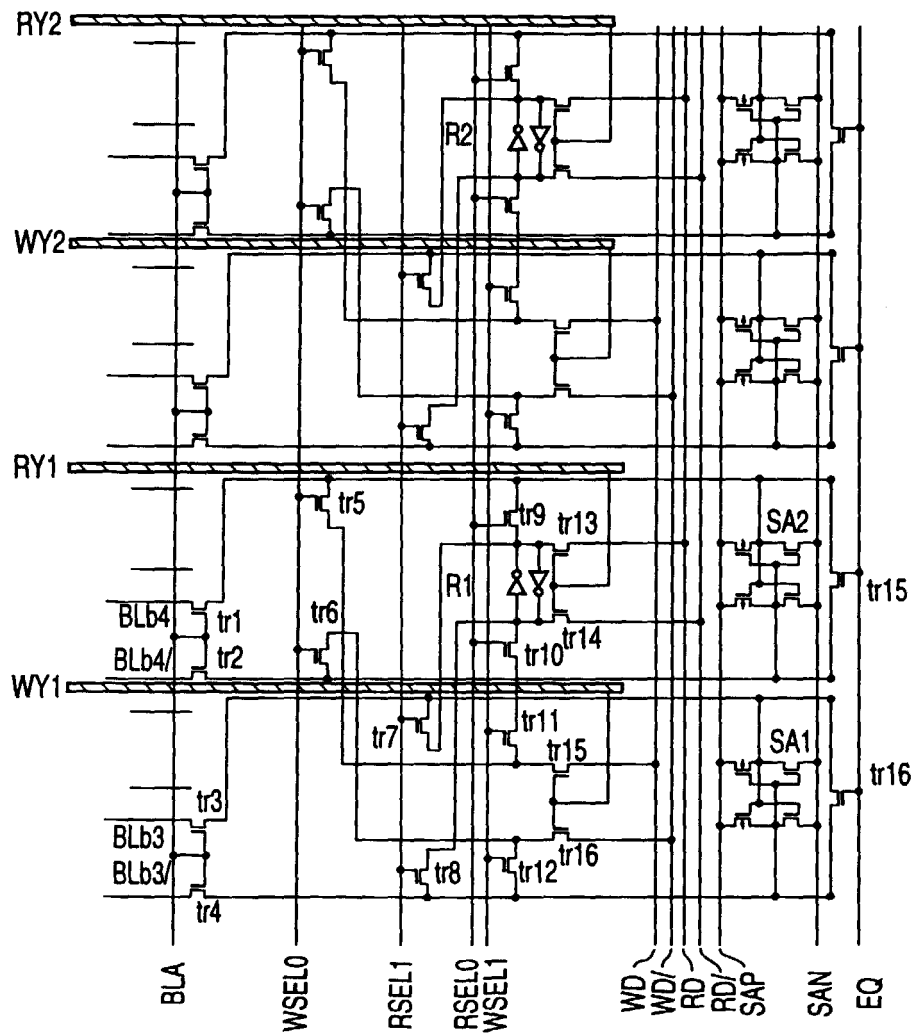 RY2
R2
WY2
RY1
tr5
tr9
tr13
SA2
R1
tr15
BLb4
tr1
tr6
tr14
BLb4/
tr2
tr10
WY1
tr7
tr11
tr15
SA1
tr16
tr3
BLb3
tr16
BLb3/
tr8
tr12
tr4
BLA
WSEL0
RSEL1
RSEL0
WSEL1
WD
WD/
RD
RD/
SAP
SAN
EQ